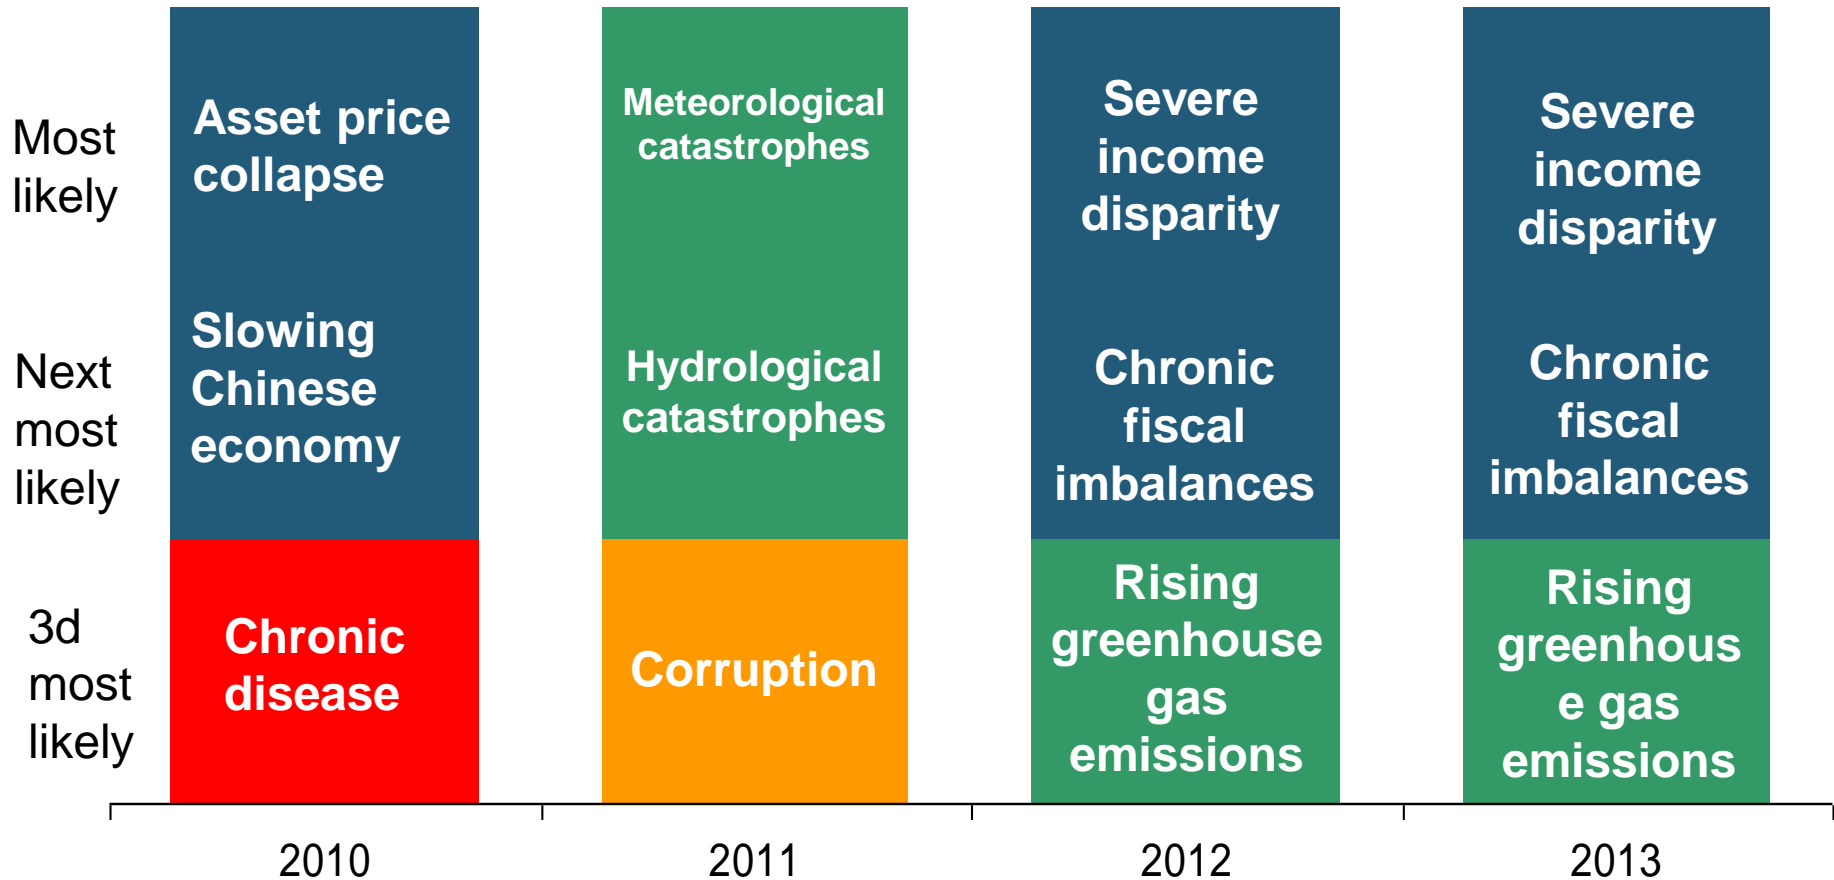 Most
likely
Asset price
collapse
Meteorological
catastrophes
Severe
income
disparity
Severe
income
disparity
Next
most
likely
Slowing
Chinese
economy
Hydrological
catastrophes
Chronic
fiscal
imbalances
Chronic
fiscal
imbalances
3d
most
likely
Chronic
disease
Corruption
Rising
greenhouse
gas
emissions
Rising
greenhous
e gas
emissions
2010
2011
2012
2013